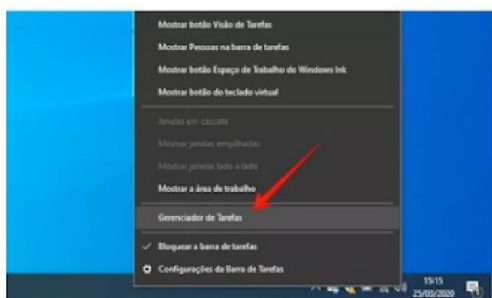 Mostrar botão Visão de Tarefas
Mostrar Pessoas na barra de tarefas
Mostrar botão Espaço de Trabalho do Windows Ink
Mostrar botão do teclado virtual
Janelas em cascata
Mostrar janelas empilhadas
Mostrar janelas lado a lado
Mostrar a área de trabalho
Gerenciador de Tarefas
Bloquear a barra de tarefas
Configurações da Barra de Tarefas
15:15
25/03/2020